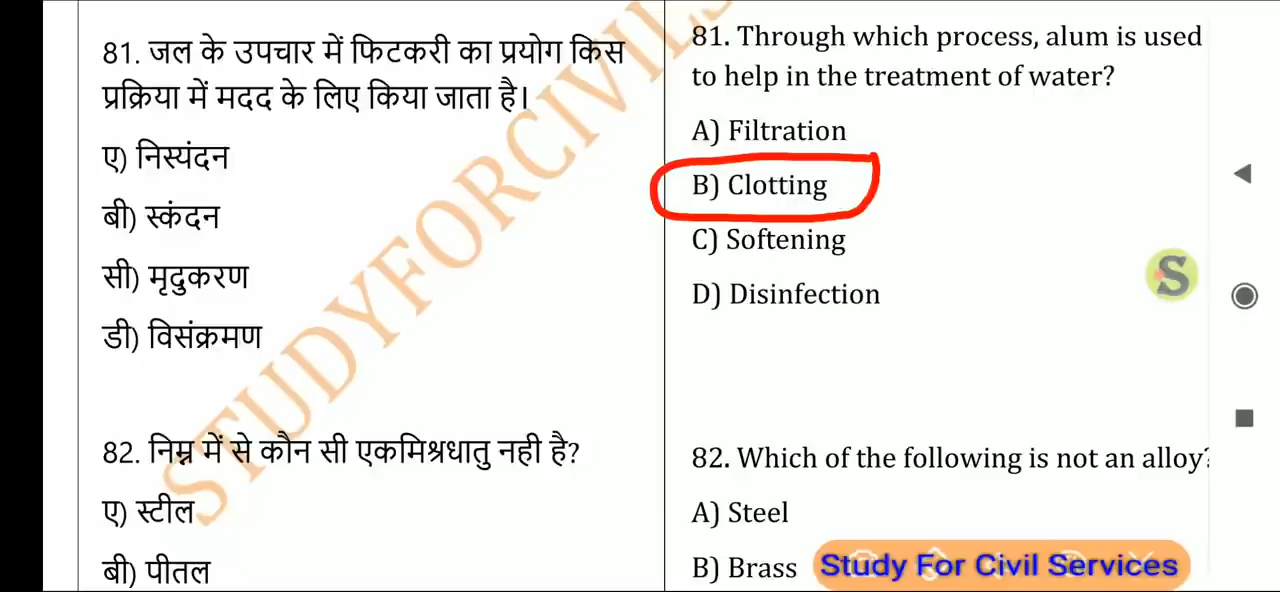 81. जल के उपचार में फिटकरी का प्रयोग किस
प्रक्रिया में मदद के लिए किया जाता है।
ए) निस्यंदन
बी) स्कंदन
सी) मृदुकरण
डी) विसंक्रमण
82. निम्न में से कौन सी एकमिश्रधातु नही है?
ए) स्टील
बी) पीतल
81. Through which process, alum is used
to help in the treatment of water?
A) Filtration
B) Clotting
C) Softening
D) Disinfection
82. Which of the following is not an alloy?
A) Steel
B) Brass
STUDYFORCIVILS
S
Study For Civil Services